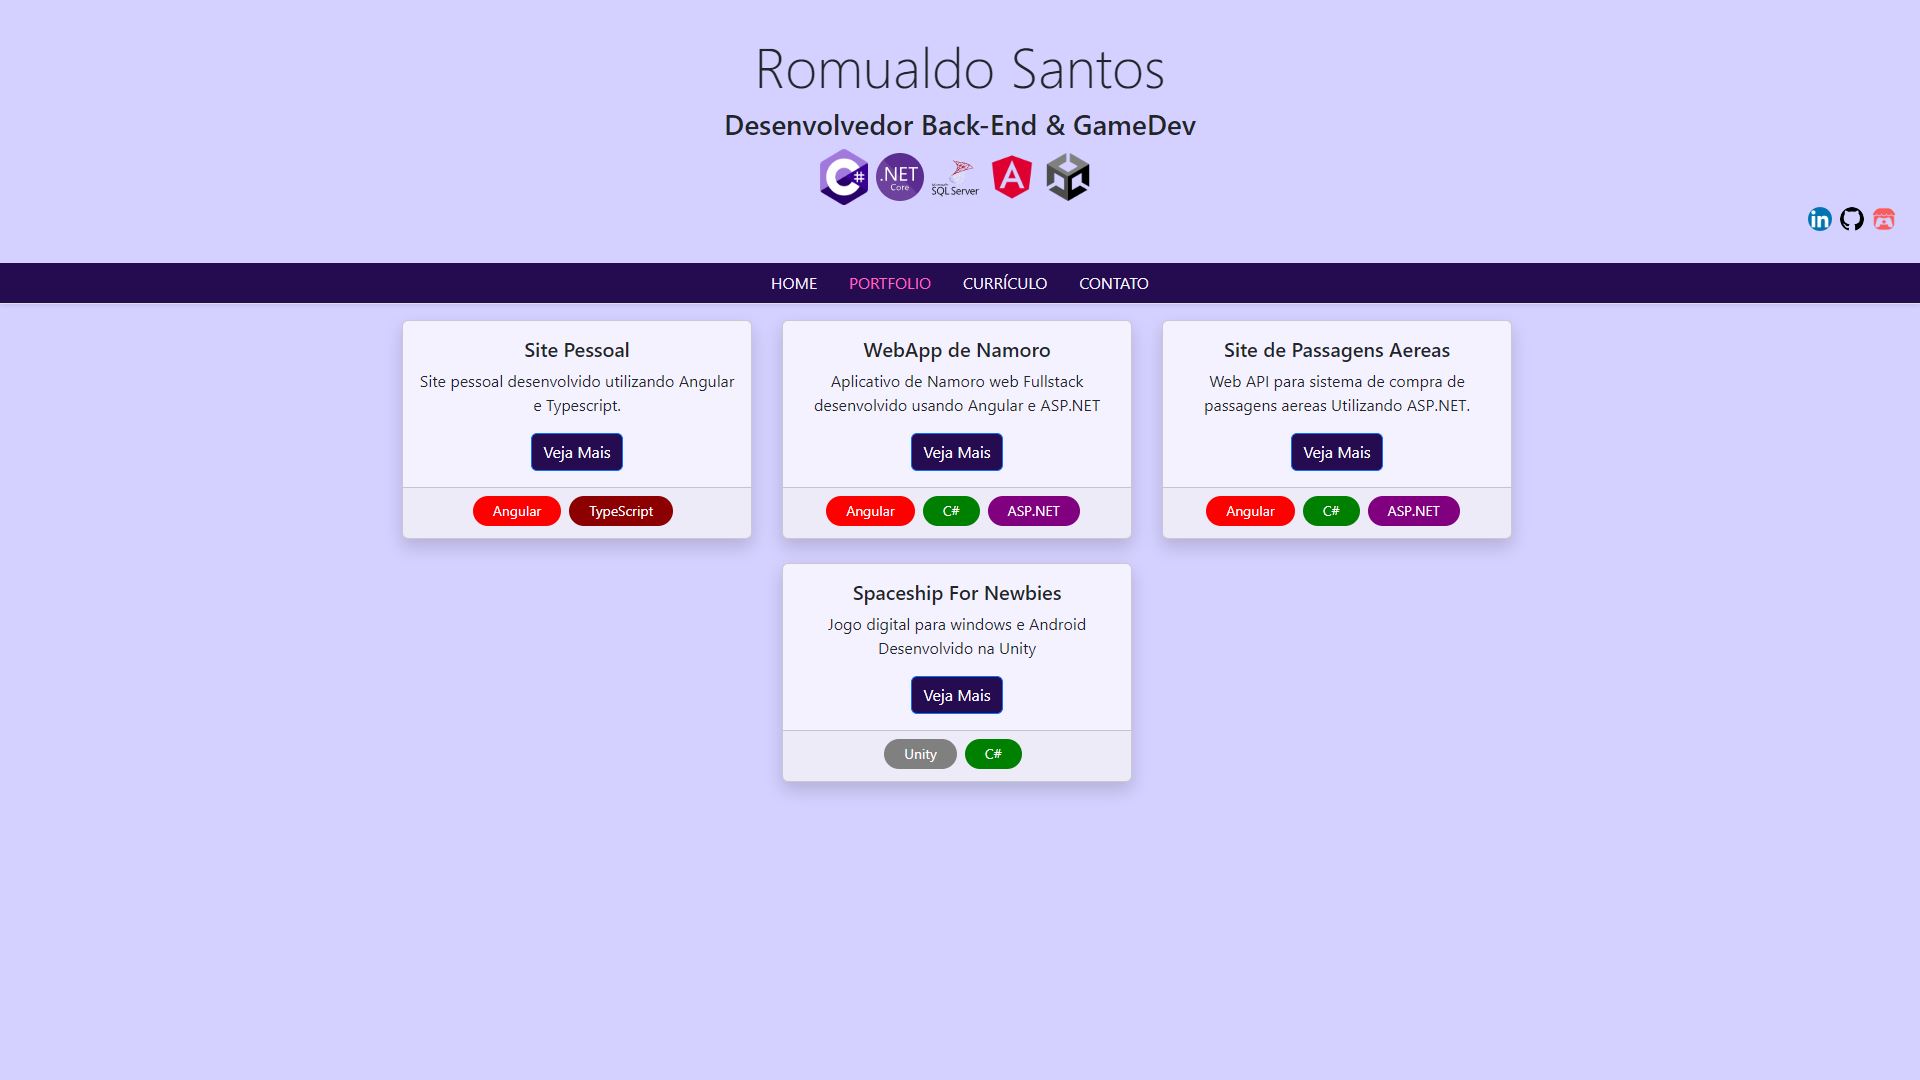 Romualdo Santos
Desenvolvedor Back-End & GameDev
C#
.NET
Core
Microsoft
SQL Server
A
in
HOME PORTFOLIO CURRÍCULO CONTATO
Site Pessoal
Site pessoal desenvolvido utilizando Angular
e Typescript.
Veja Mais
Angular TypeScript
WebApp de Namoro
Aplicativo de Namoro web Fullstack
desenvolvido usando Angular e ASP.NET
Veja Mais
Angular C# ASP.NET
Site de Passagens Aereas
Web API para sistema de compra de
passagens aereas Utilizando ASP.NET.
Veja Mais
Angular C# ASP.NET
Spaceship For Newbies
Jogo digital para windows e Android
Desenvolvido na Unity
Veja Mais
Unity C#